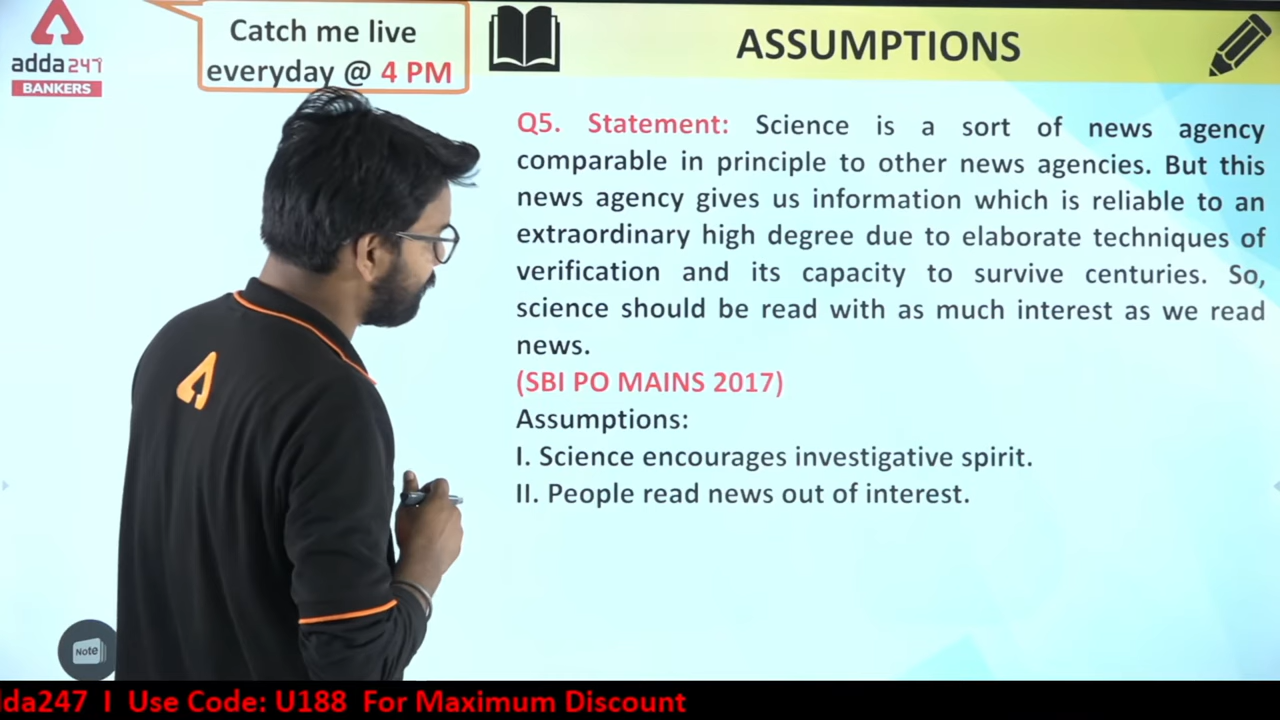 adda247
BANKERS
Catch me live
everyday @ 4 PM
ASSUMPTIONS
Q5. Statement: Science is a sort of news agency
comparable in principle to other news agencies. But this
news agency gives us information which is reliable to an
extraordinary high degree due to elaborate techniques of
verification and its capacity to survive centuries. So,
science should be read with as much interest as we read
news.
(SBI PO MAINS 2017)
Assumptions:
I. Science encourages investigative spirit.
II. People read news out of interest.
Note
dda247 I Use Code: U188 For Maximum Discount